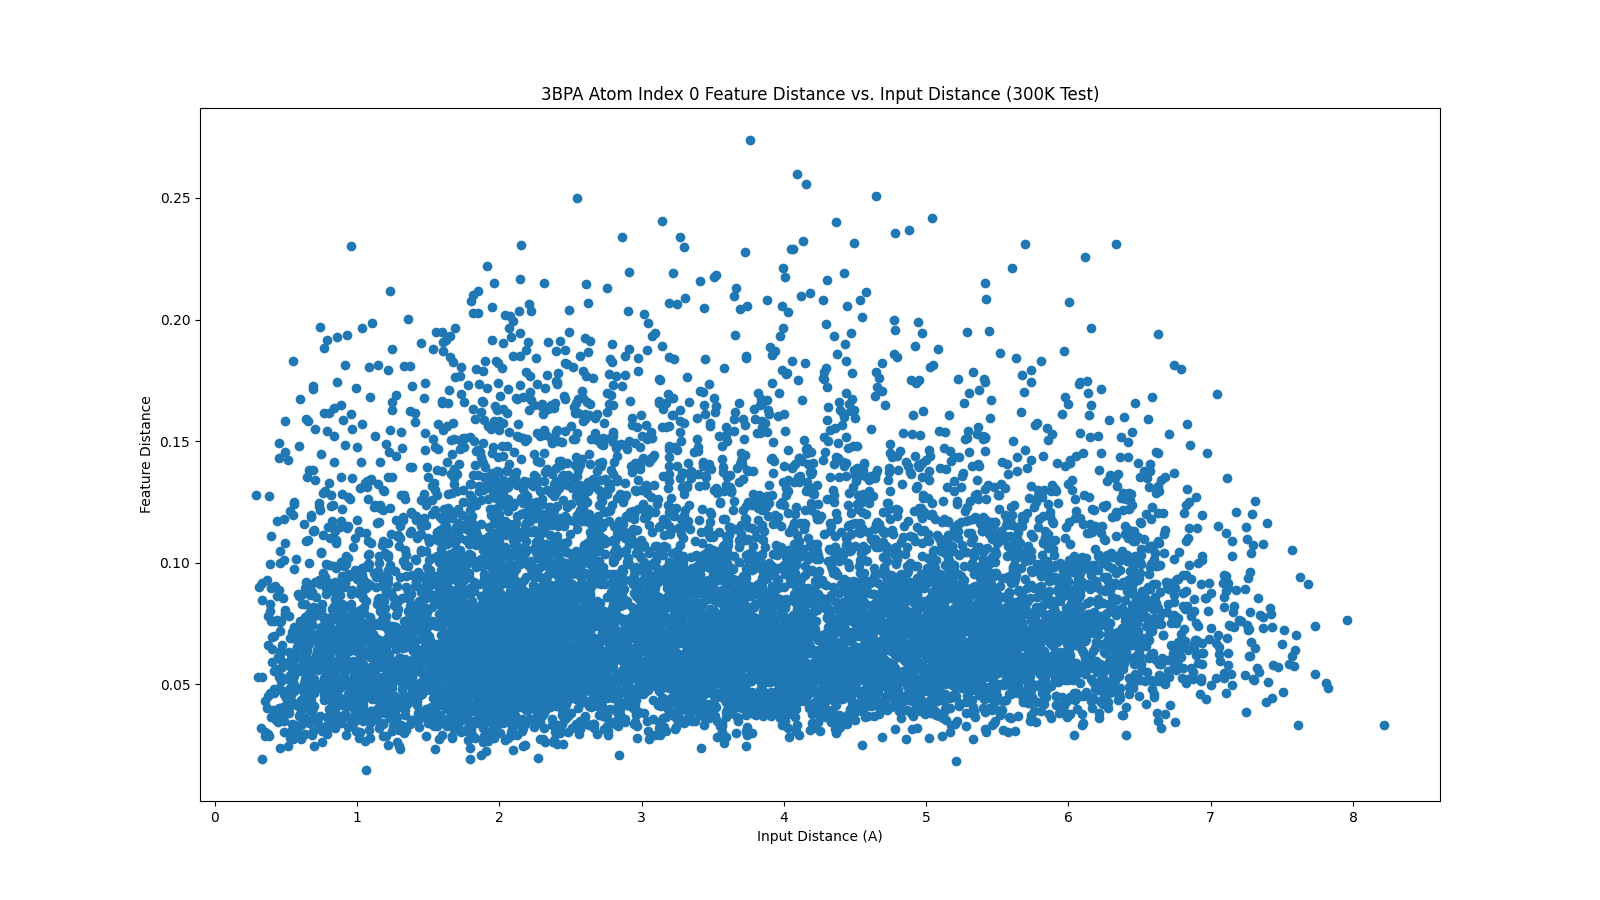 3BPA Atom Index 0 Feature Distance vs. Input Distance (300K Test)
0.25
0.20
0.15
0.10
0.05
Feature Distance
0 1 2 3 4 5 6 7 8
Input Distance (A)